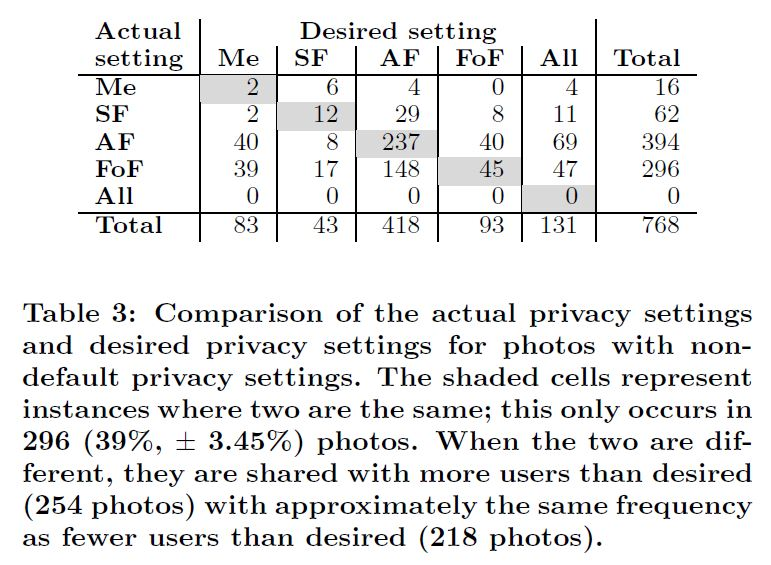 Actual Desired setting
setting Me SF AF FoF All Total
Me 2 6 4 0 4 16
SF 2 12 29 8 11 62
AF 40 8 237 40 69 394
FoF 39 17 148 45 47 296
All 0 0 0 0 0 0
Total 83 43 418 93 131 768
Table 3: Comparison of the actual privacy settings
and desired privacy settings for photos with non-
default privacy settings. The shaded cells represent
instances where two are the same; this only occurs in
296 (39%, ± 3.45%) photos. When the two are dif-
ferent, they are shared with more users than desired
(254 photos) with approximately the same frequency
as fewer users than desired (218 photos).